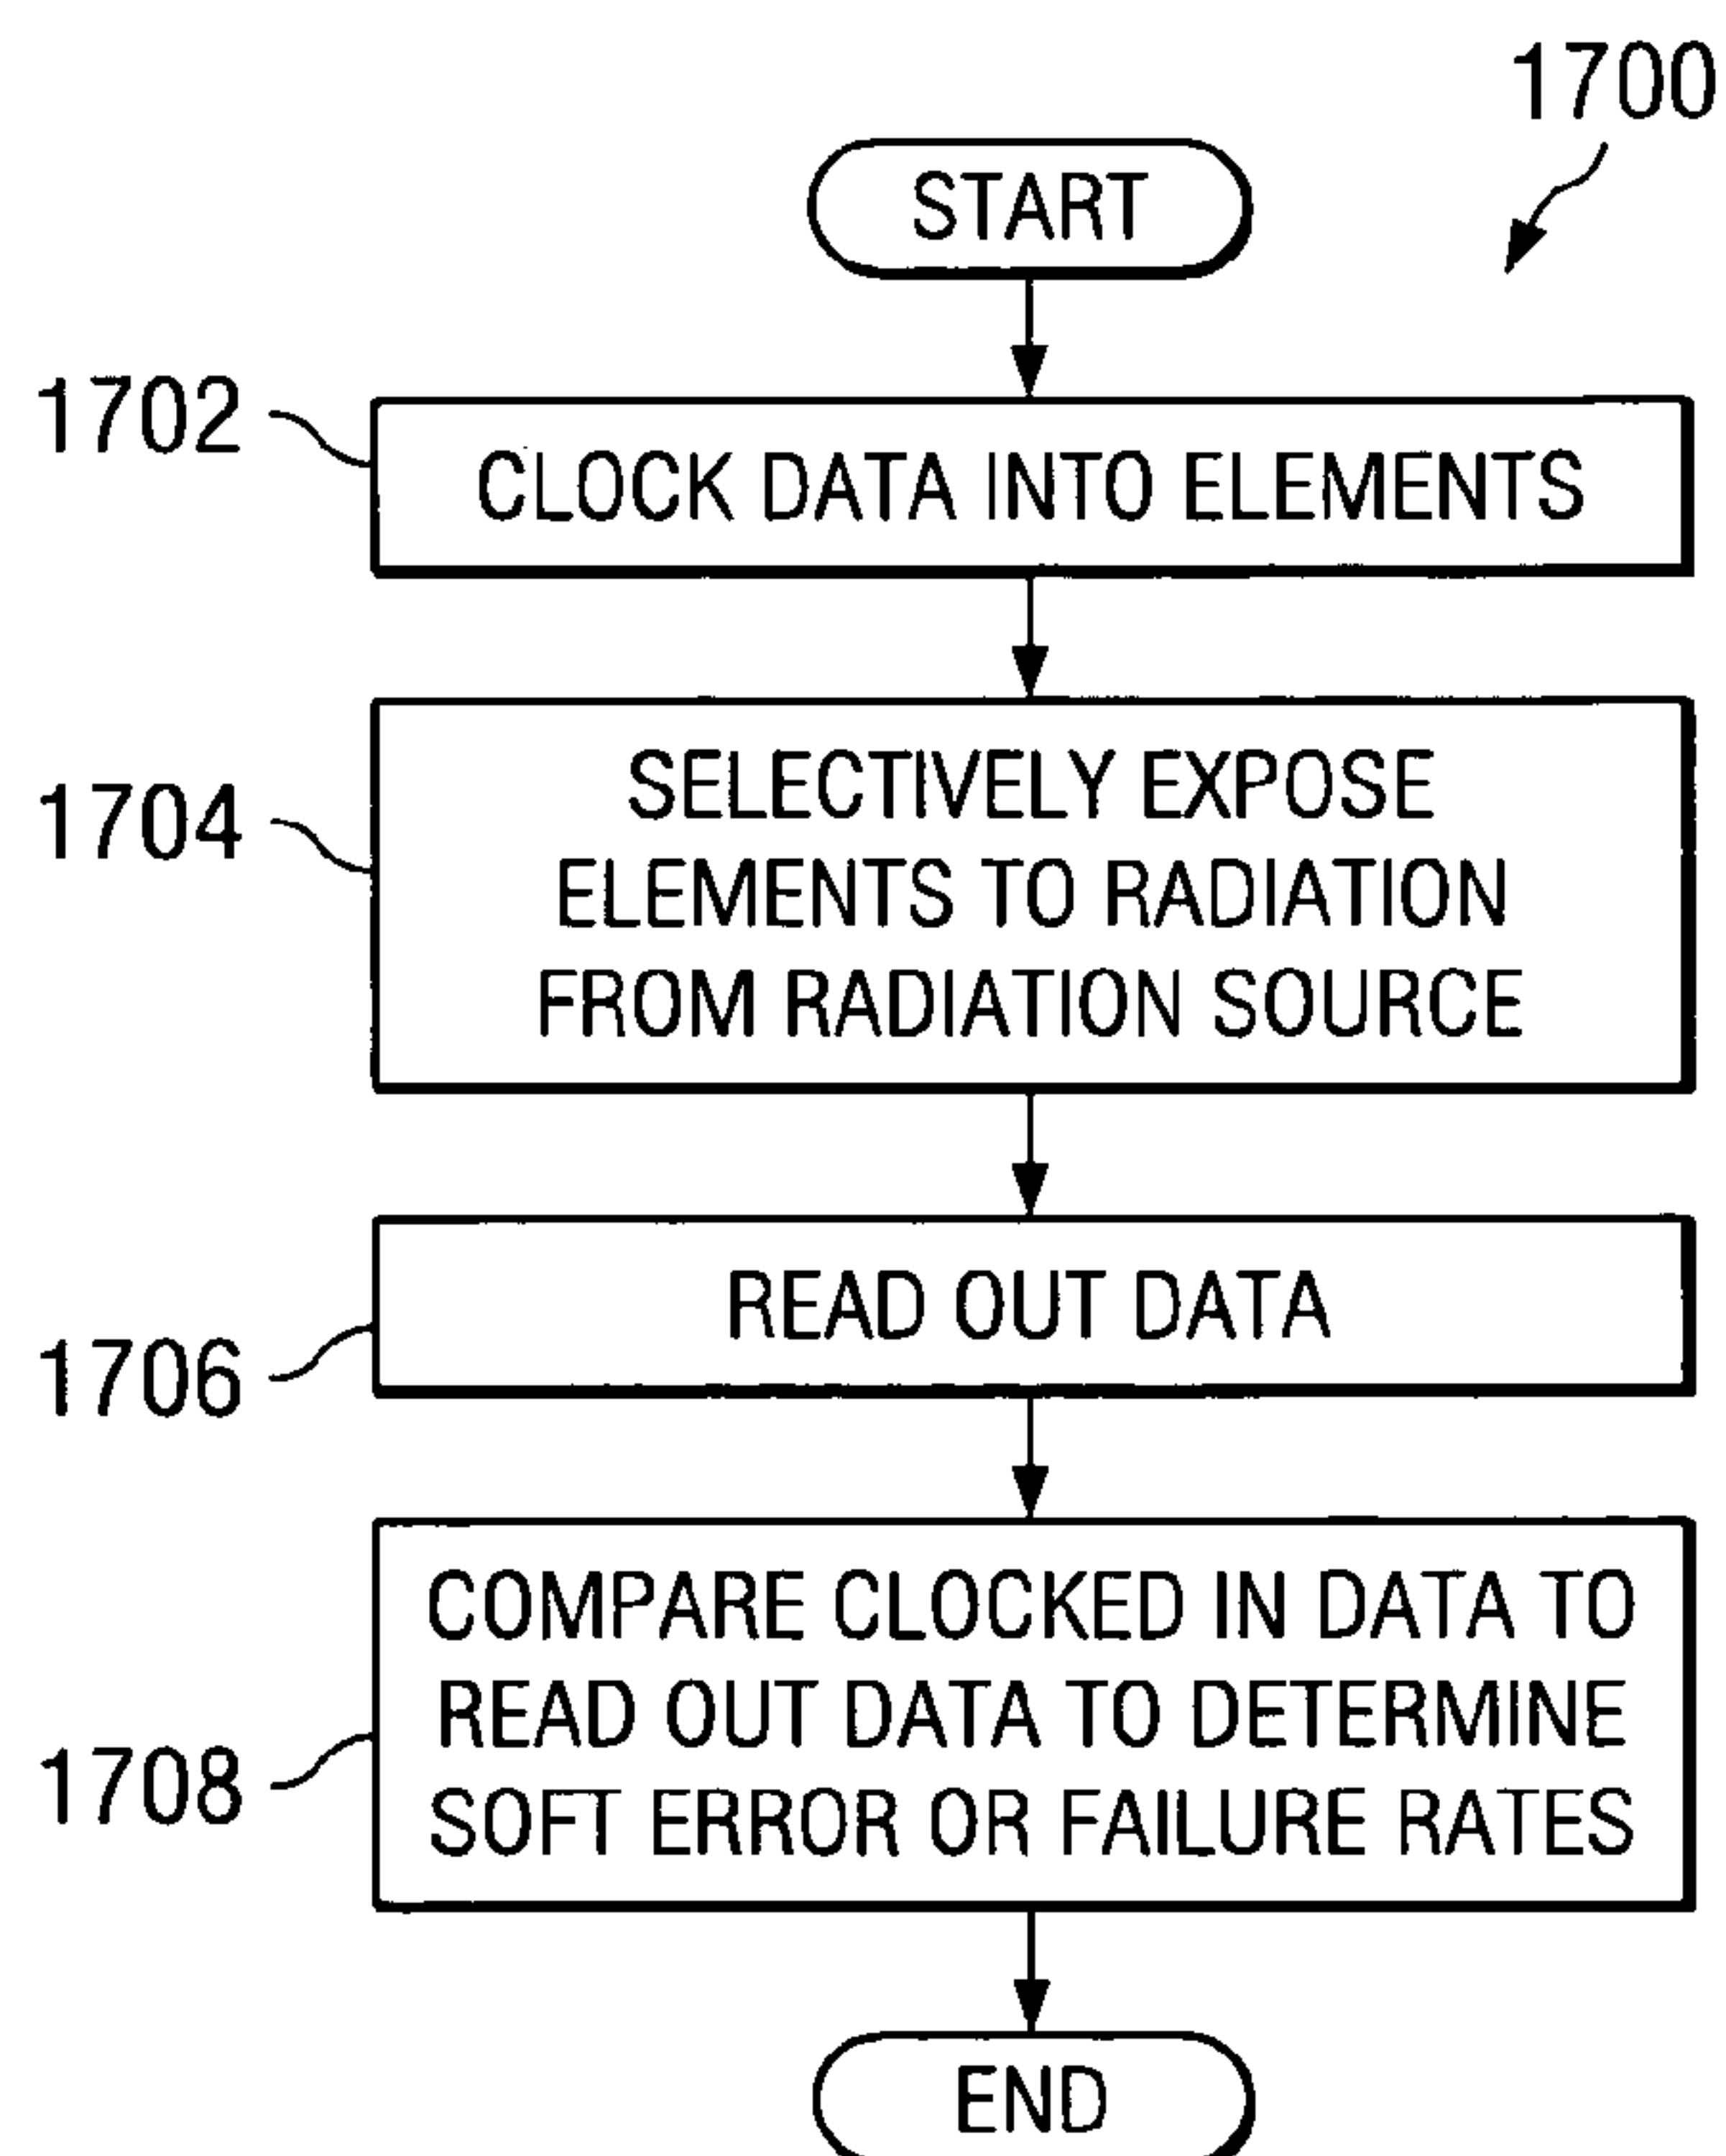 1700
START
1702
CLOCK DATA INTO ELEMENTS
1704
SELECTIVELY EXPOSE
ELEMENTS TO RADIATION
FROM RADIATION SOURCE
1706
READ OUT DATA
1708
COMPARE CLOCKED IN DATA TO
READ OUT DATA TO DETERMINE
SOFT ERROR OR FAILURE RATES
END